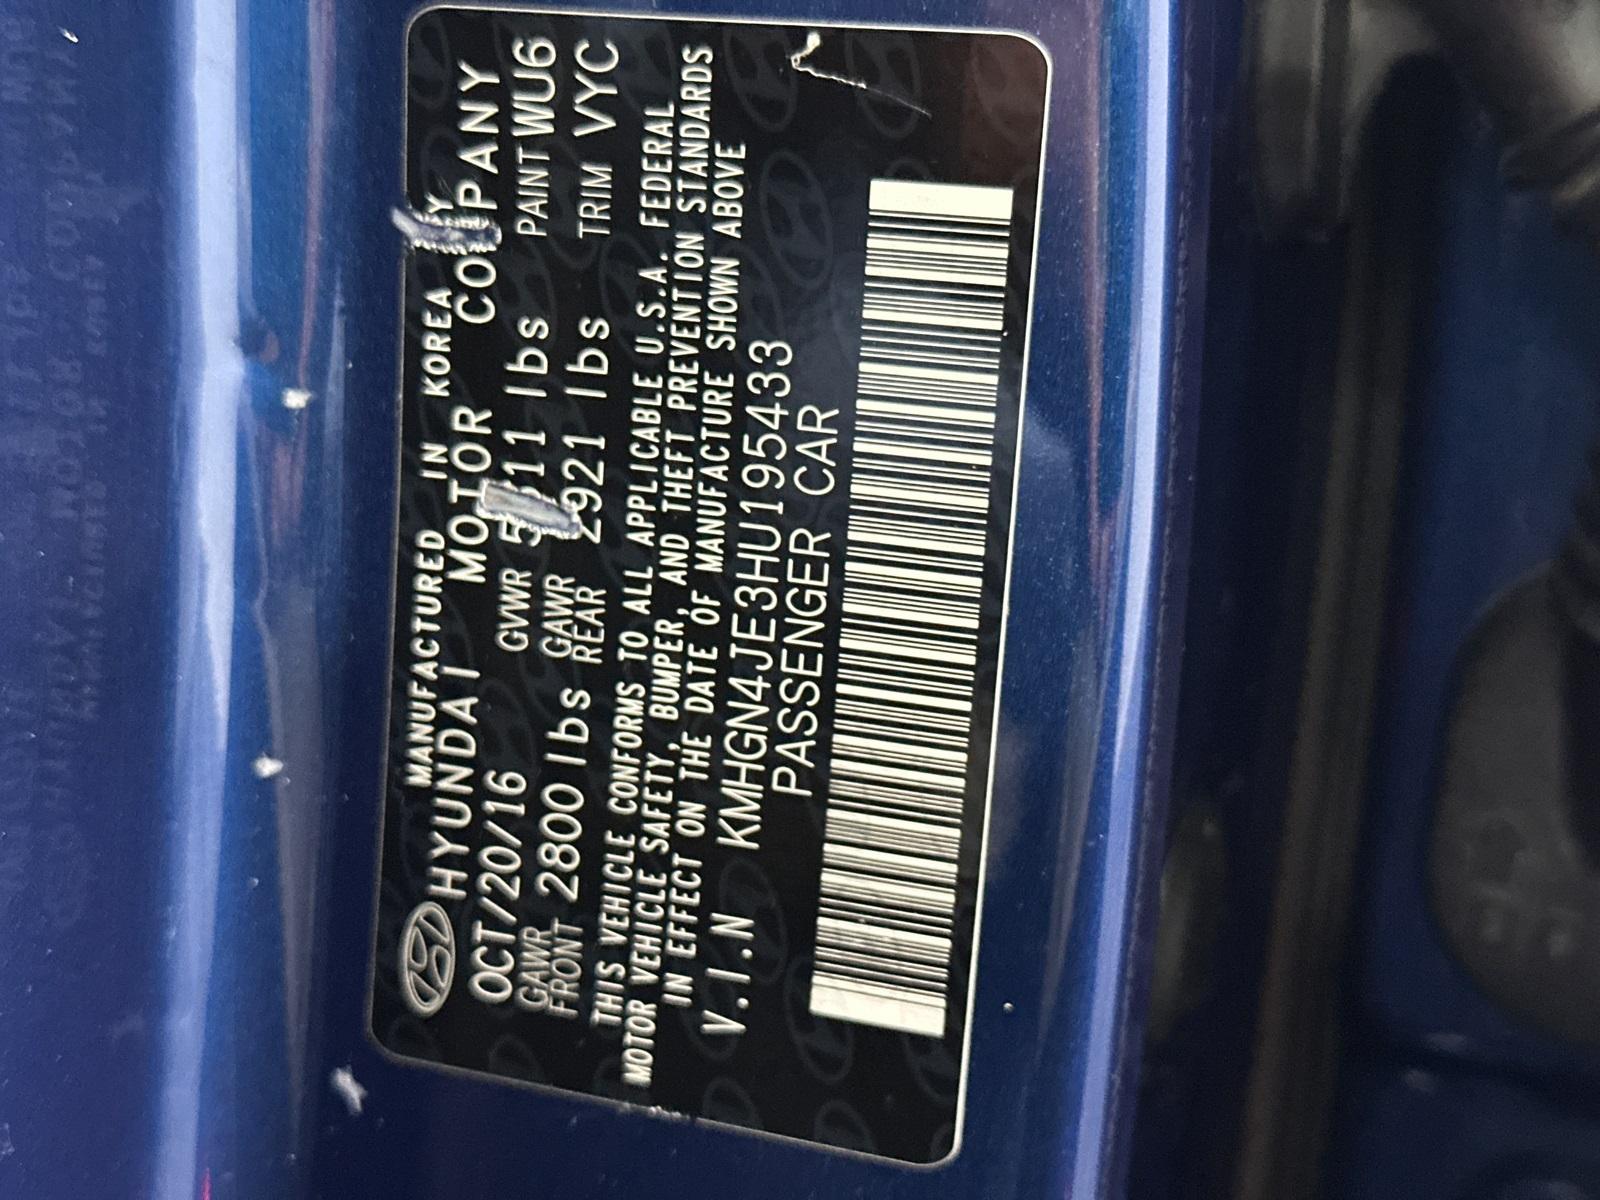 MANUFACTURED IN KOREA BY
HYUNDAI MOTOR COMPANY
OCT/20/16 GVWR lbs PAINT WU6
GAWR FRONT 2800 lbs GAWR REAR 2921 lbs TRIM VYC
THIS VEHICLE CONFORMS TO ALL APPLICABLE U.S.A. FEDERAL
MOTOR VEHICLE SAFETY, BUMPER, AND THEFT PREVENTION STANDARDS
IN EFFECT ON THE DATE OF MANUFACTURE SHOWN ABOVE
V.I.N KMHGN4JE3HU195433
PASSENGER CAR